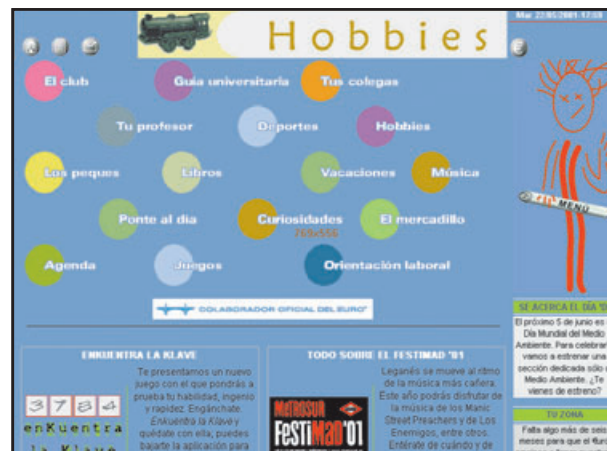 Hobbies
Mar 22/05/2001 17:59
El club
Guia universitaria
Tus colegas
Tu profesor
Deportes
Hobbies
Los peques
Libros
Vacaciones
Música
Ponte al dia
Curiosidades
El mercadillo
Agenda
Juegos
Orientación laboral
MENU
COLABORADOR OFICIAL DEL EURO
ENKUENTRA LA KLAVE
Te presentamos un nuevo
juego con el que pondrás a
prueba tu habilidad, ingenio
y rapidez. Engánchate.
Enkuentra la Klave y
quédate con ella, puedes
bajarte la aplicación para
3 7 8 4
enKuentra
la Klave
TODO SOBRE EL FESTIMAD '01
Leganés se mueve al ritmo
de la música más cañera.
Este año podrás disfrutar de
la música de los Manic
Street Preachers y de Los
Enemigos, entre otros.
Entérate de cuándo y de
METROSUR
FESTIMAD'01
SE ACERCA EL DÍA
El próximo 5 de junio es
Día Mundial del Medio
Ambiente. Para celebrar
vamos a estrenar una
sección dedicada sólo
Medio Ambiente. ¿Te
vienes de estreno?
TU ZONA
Falta algo más de seis
meses para que el